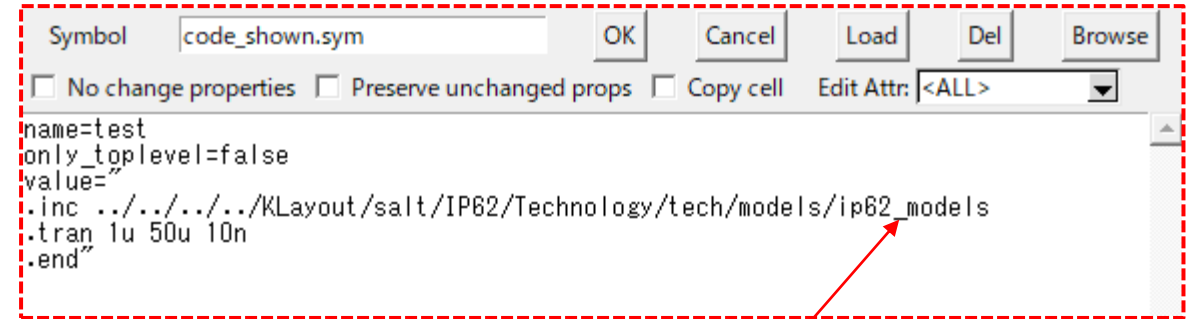 Symbol code_shown.sym OK Cancel Load Del Browse
No change properties Preserve unchanged props Copy cell Edit Attr: <ALL>
name=test
only_toplevel=false
value="
.inc ../../../../KLayout/salt/IP62/Technology/tech/models/ip62_models
.tran 1u 50u 10n
.end"